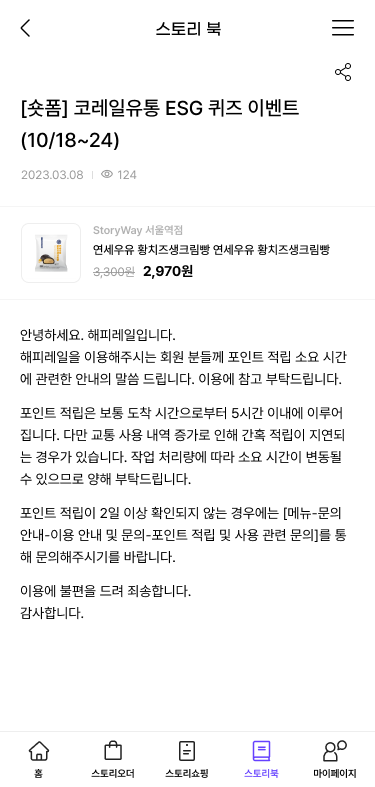 스토리 북
[숏폼] 코레일유통 ESG 퀴즈 이벤트
(10/18~24)
2023.03.08
124
StoryWay 서울역점
연세우유 황치즈생크림빵 연세우유 황치즈생크림빵
3,300원 2,970원
안녕하세요. 해피레일입니다.
해피레일을 이용해주시는 회원 분들께 포인트 적립 소요 시간
에 관련한 안내의 말씀 드립니다. 이용에 참고 부탁드립니다.
포인트 적립은 보통 도착 시간으로부터 5시간 이내에 이루어
집니다. 다만 교통 사용 내역 증가로 인해 간혹 적립이 지연되
는 경우가 있습니다. 작업 처리량에 따라 소요 시간이 변동될
수 있으므로 양해 부탁드립니다.
포인트 적립이 2일 이상 확인되지 않는 경우에는 [메뉴-문의
안내-이용 안내 및 문의-포인트 적립 및 사용 관련 문의]를 통
해 문의해주시기를 바랍니다.
이용에 불편을 드려 죄송합니다.
감사합니다.
홈
스토리오더
스토리쇼핑
스토리북
마이페이지